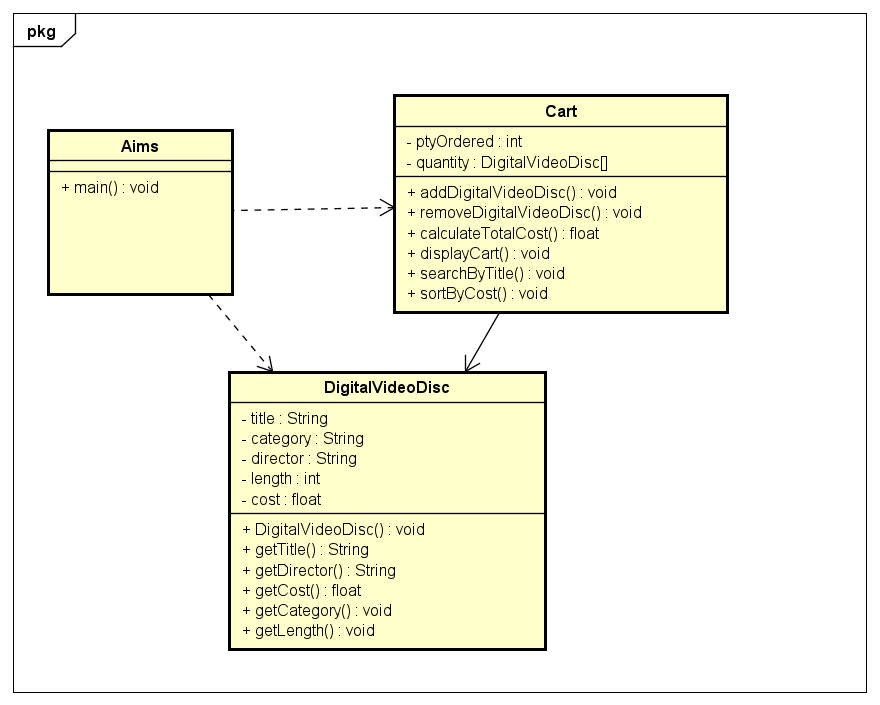 pkg
Aims
+ main() : void
Cart
- ptyOrdered : int
- quantity : DigitalVideoDisc[]
+ addDigitalVideoDisc() : void
+ removeDigitalVideoDisc() : void
+ calculateTotalCost() : float
+ displayCart() : void
+ searchByTitle() : void
+ sortByCost() : void
DigitalVideoDisc
- title : String
- category : String
- director : String
- length : int
- cost : float
+ DigitalVideoDisc() : void
+ getTitle() : String
+ getDirector() : String
+ getCost() : float
+ getCategory() : void
+ getLength() : void